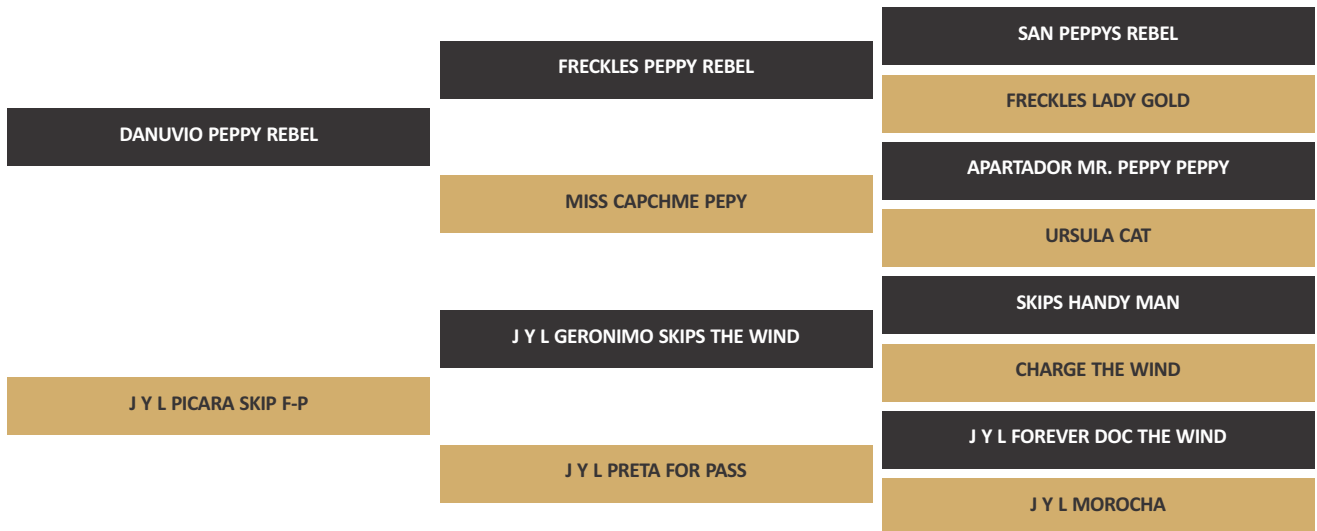 SAN PEPPYS REBEL
FRECKLES PEPPY REBEL
FRECKLES LADY GOLD
DANUVIO PEPPY REBEL
APARTADOR MR. PEPPY PEPPY
MISS CAPCHME PEPY
URSULA CAT
SKIPS HANDY MAN
J Y L GERONIMO SKIPS THE WIND
CHARGE THE WIND
J Y L PICARA SKIP F-P
J Y L FOREVER DOC THE WIND
J Y L PRETA FOR PASS
J Y L MOROCHA